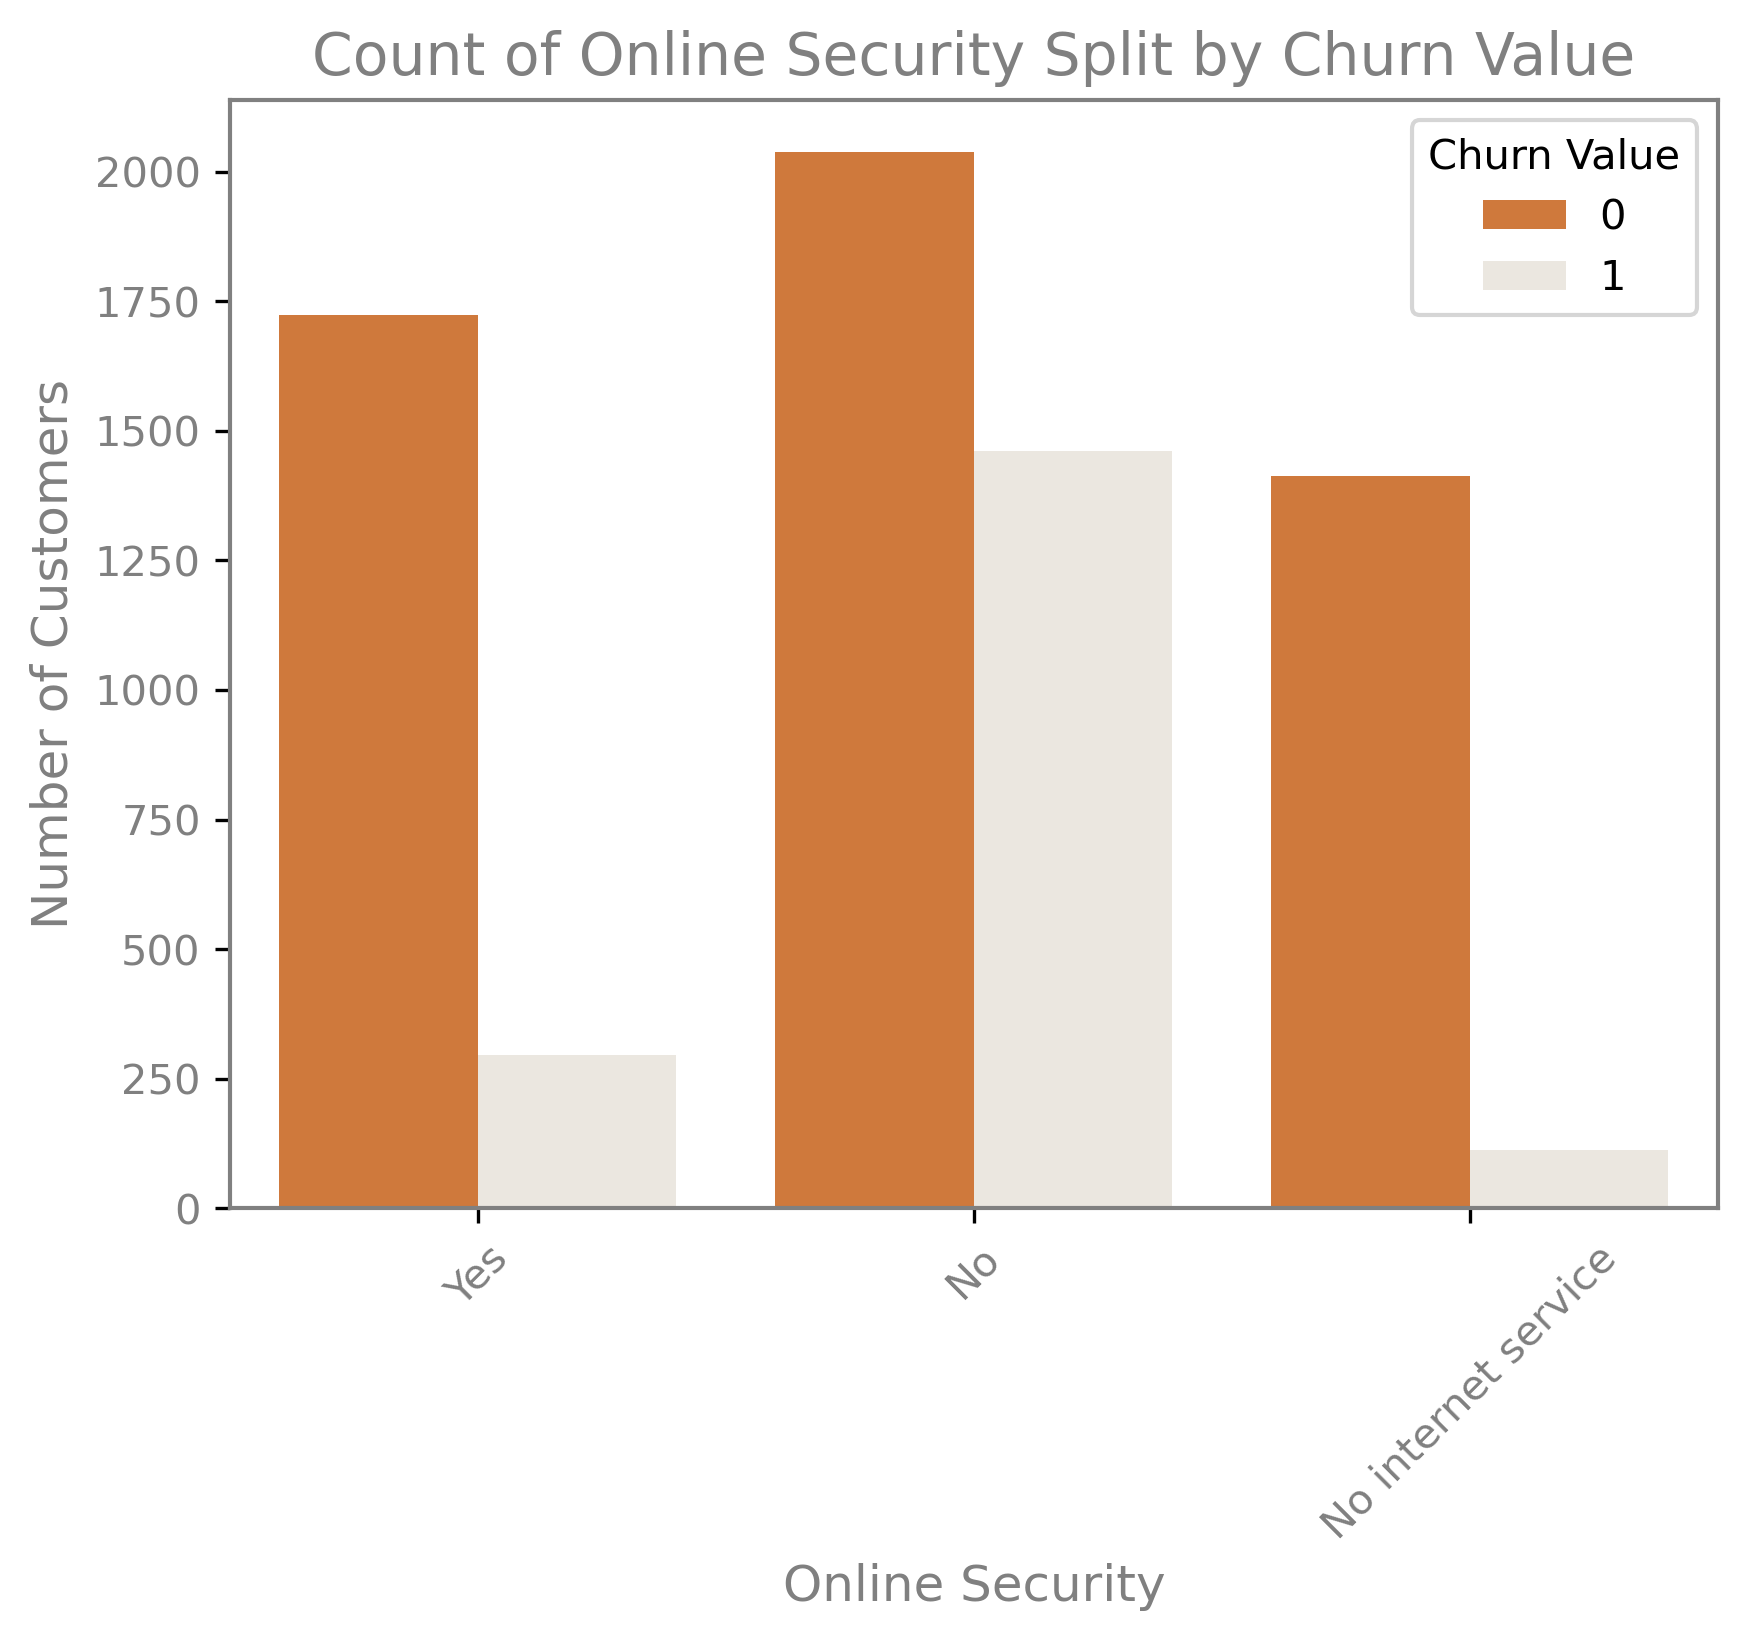 Count of Online Security Split by Churn Value
Churn Value
0
1
2000
1750
1500
1250
1000
750
500
250
0
Number of Customers
Yes
No
No internet service
Online Security